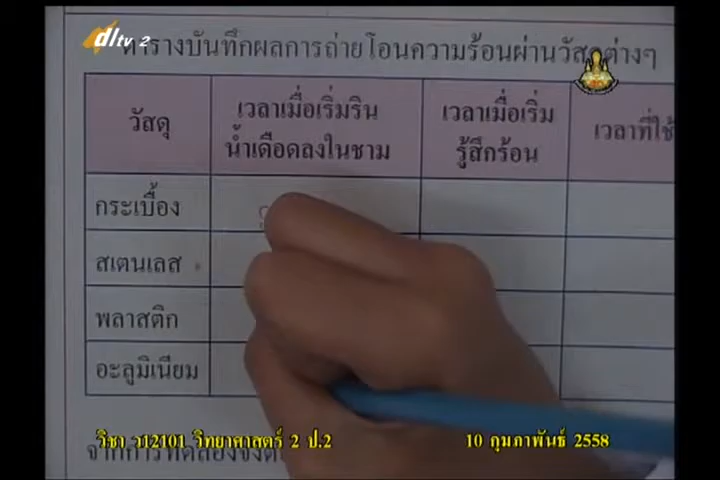 dltv 2
ตารางบันทึกผลการถ่ายโอนความร้อนผ่านวัสดุต่างๆ
วัสดุ
เวลาเมื่อเริ่มริน
น้ำเดือดลงในชาม
เวลาเมื่อเริ่ม
รู้สึกร้อน
เวลาที่ใช้
กระเบื้อง
สเตนเลส
พลาสติก
อะลูมิเนียม
วิชา ว12101 วิทยาศาสตร์ 2 ป.2
10 กุมภาพันธ์ 2558